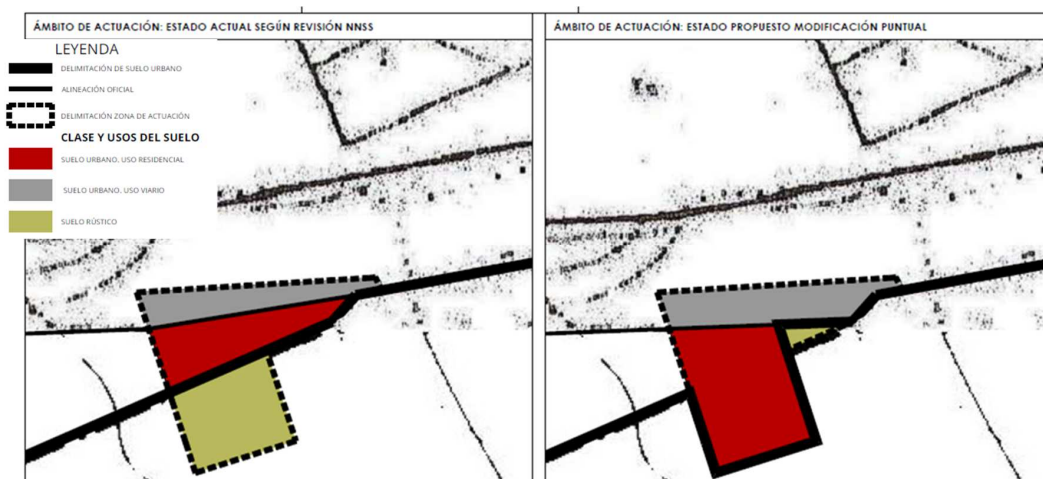 ÁMBITO DE ACTUACIÓN: ESTADO ACTUAL SEGÚN REVISIÓN NNSS
ÁMBITO DE ACTUACIÓN: ESTADO PROPUESTO MODIFICACIÓN PUNTUAL
LEYENDA
DELIMITACIÓN DE SUELO URBANO
ALINEACIÓN OFICIAL
DELIMITACIÓN ZONA DE ACTUACIÓN
CLASE Y USOS DEL SUELO
SUELO URBANO. USO RESIDENCIAL
SUELO URBANO. USO VIARIO
SUELO RÚSTICO